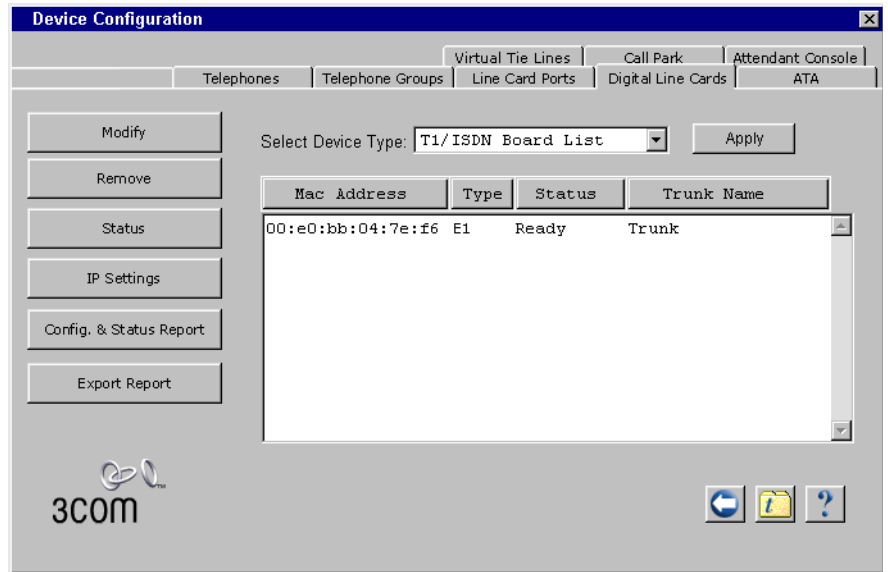 Device Configuration
Virtual Tie Lines Call Park Attendant Console
Telephones Telephone Groups Line Card Ports Digital Line Cards ATA
Modify
Select Device Type: T1/ISDN Board List Apply
Remove
Mac Address Type Status Trunk Name
Status
00:e0:bb:04:7e:f6 E1 Ready Trunk
IP Settings
Config. & Status Report
Export Report
3COM
t ?